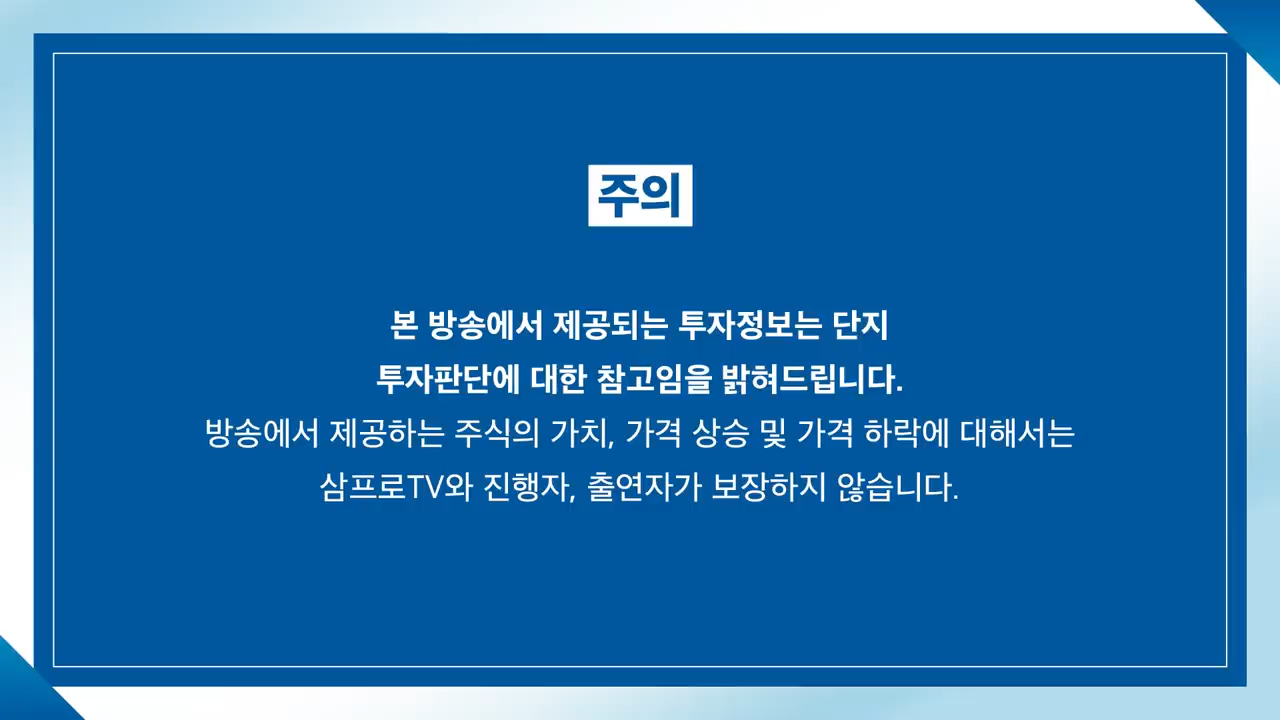 주의
본 방송에서 제공되는 투자정보는 단지
투자판단에 대한 참고임을 밝혀드립니다.
방송에서 제공하는 주식의 가치, 가격 상승 및 가격 하락에 대해서는
삼프로TV와 진행자, 출연자가 보장하지 않습니다.